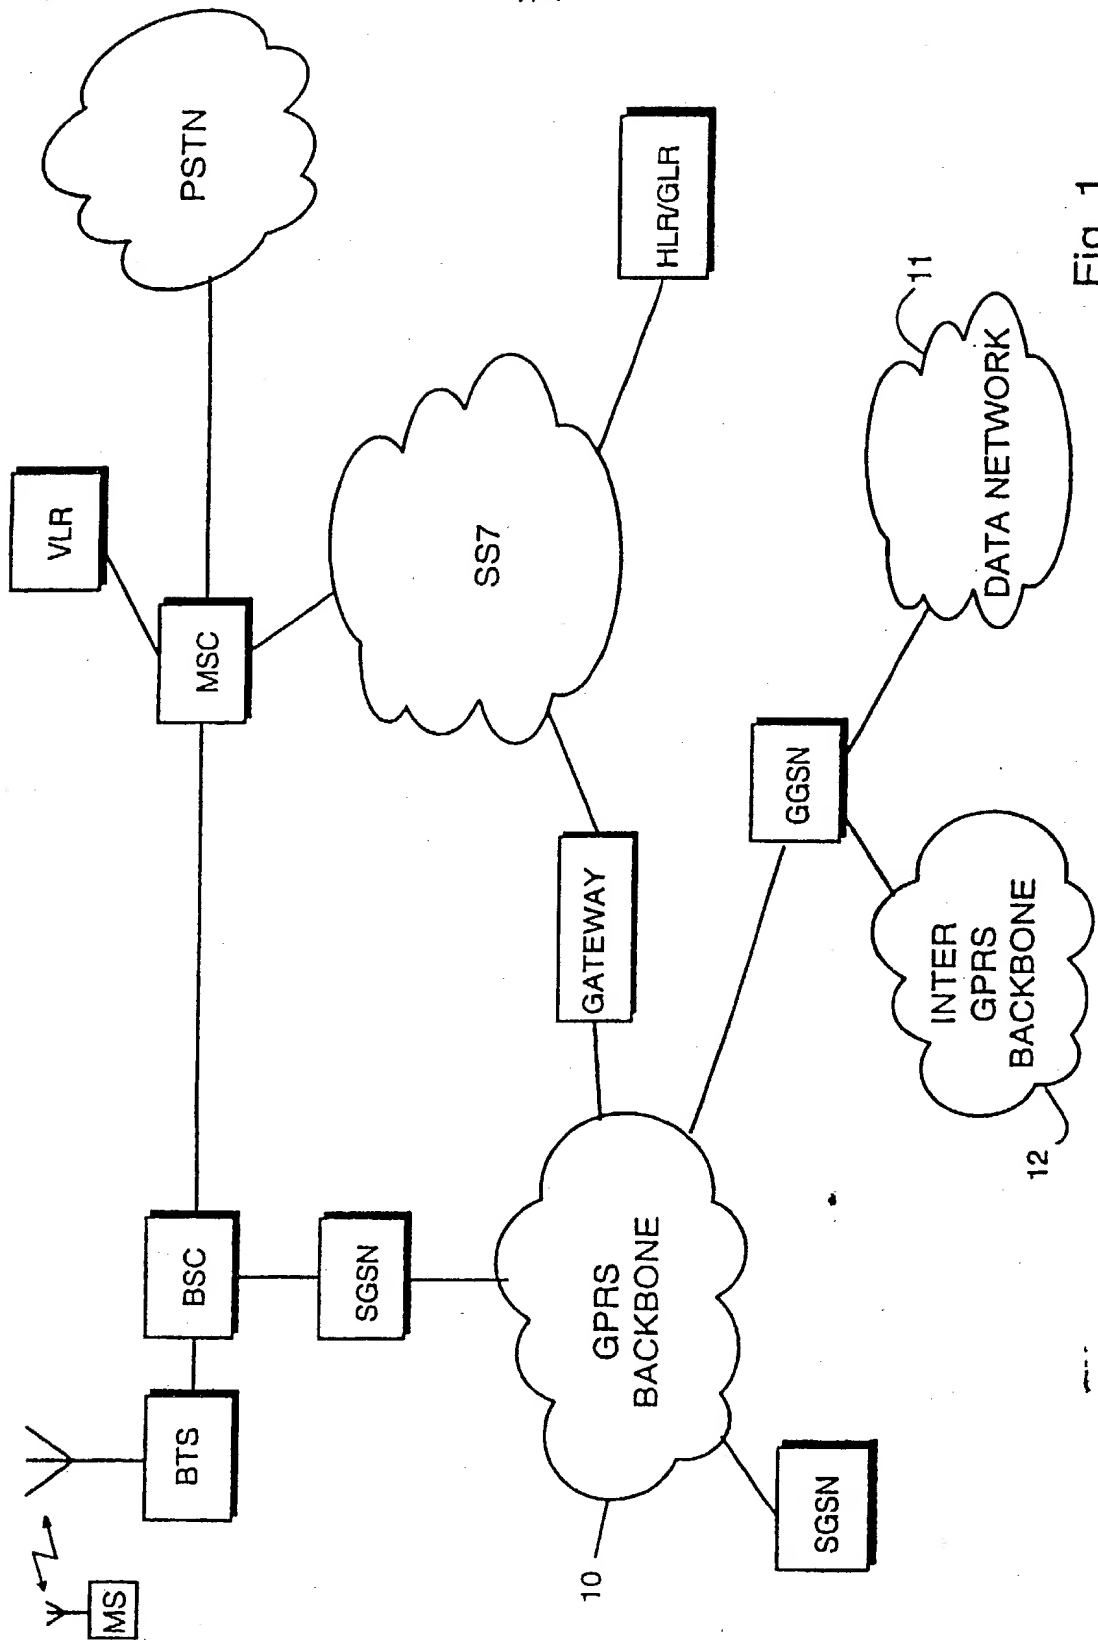 MS
BTS
BSC
MSC
VLR
PSTN
SGSN
SS7
HLR/GLR
GATEWAY
10
GPRS
BACKBONE
SGSN
GGSN
11
DATA NETWORK
12
INTER
GPRS
BACKBONE
Fig. 1